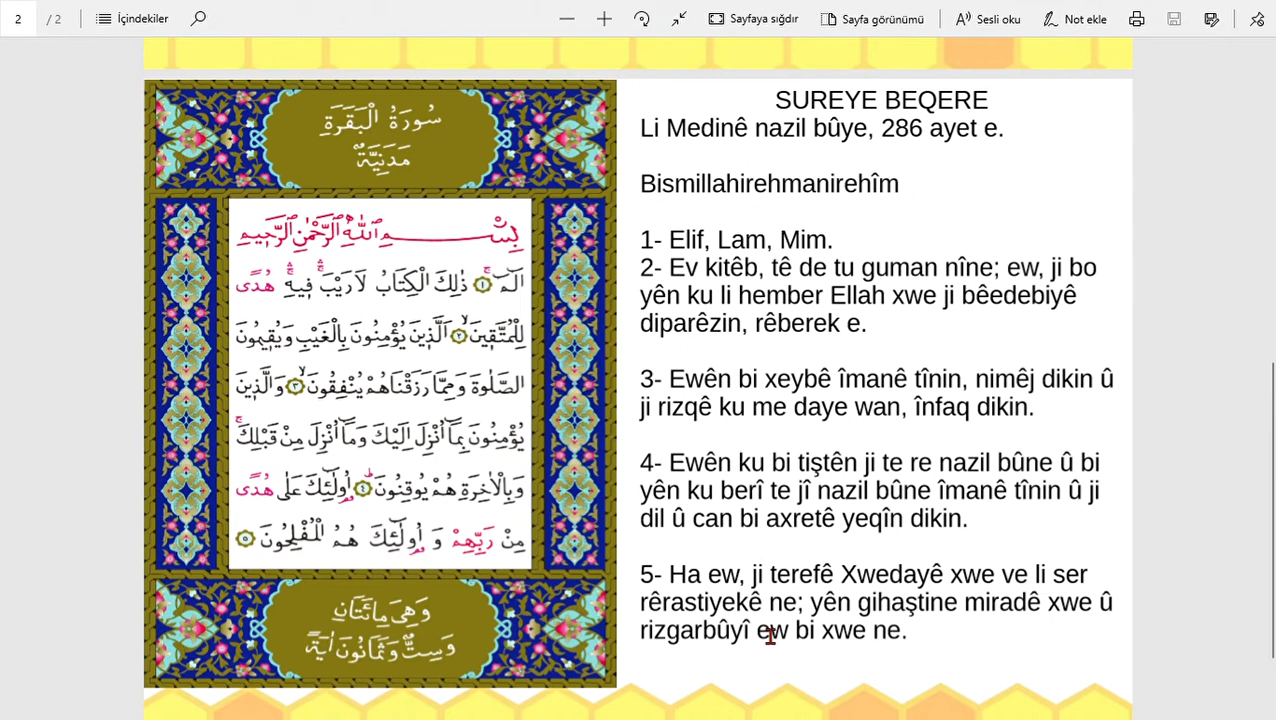 2 / 2 İçindekiler Sayfaya sığdır Sayfa görünümü Sesli oku Not ekle
سُورَةُ الْبَقَرَةِ
مَدَنِيَّةٌ
بِسْــــــــمِ اللّٰهِ الرَّحْمٰنِ الرَّحِيمِ
الٓمٓ ۚ ﴿١﴾ ذٰلِكَ الْكِتَابُ لَا رَيْبَ ۚۛ فِيهِ ۚۛ هُدًى
لِلْمُتَّقِينَ ۙ ﴿٢﴾ اَلَّذِينَ يُؤْمِنُونَ بِالْغَيْبِ وَيُقِيمُونَ
الصَّلٰوةَ وَمِمَّا رَزَقْنَاهُمْ يُنْفِقُونَ ۙ ﴿٣﴾ وَالَّذِينَ
يُؤْمِنُونَ بِمَٓا اُنْزِلَ اِلَيْكَ وَمَٓا اُنْزِلَ مِنْ قَبْلِكَ ۚ
وَبِالْاٰخِرَةِ هُمْ يُوقِنُونَ ۜ ﴿٤﴾ اُو۬لٰٓئِكَ عَلٰى هُدًى
مِنْ رَبِّهِمْ وَ اُو۬لٰٓئِكَ هُمُ الْمُفْلِحُونَ ﴿٥﴾
وَهِىَ مِائَتَانِ
وَسِتٌّ وَثَمَانُونَ اٰيَةً
SUREYE BEQERE
Li Medinê nazil bûye, 286 ayet e.
Bismillahirehmanirehîm
1- Elif, Lam, Mim.
2- Ev kitêb, tê de tu guman nîne; ew, ji bo
yên ku li hember Ellah xwe ji bêedebiyê
diparêzin, rêberek e.
3- Ewên bi xeybê îmanê tînin, nimêj dikin û
ji rizqê ku me daye wan, înfaq dikin.
4- Ewên ku bi tiştên ji te re nazil bûne û bi
yên ku berî te jî nazil bûne îmanê tînin û ji
dil û can bi axretê yeqîn dikin.
5- Ha ew, ji terefê Xwedayê xwe ve li ser
rêrastiyekê ne; yên gihaştine miradê xwe û
rizgarbûyî ew bi xwe ne.